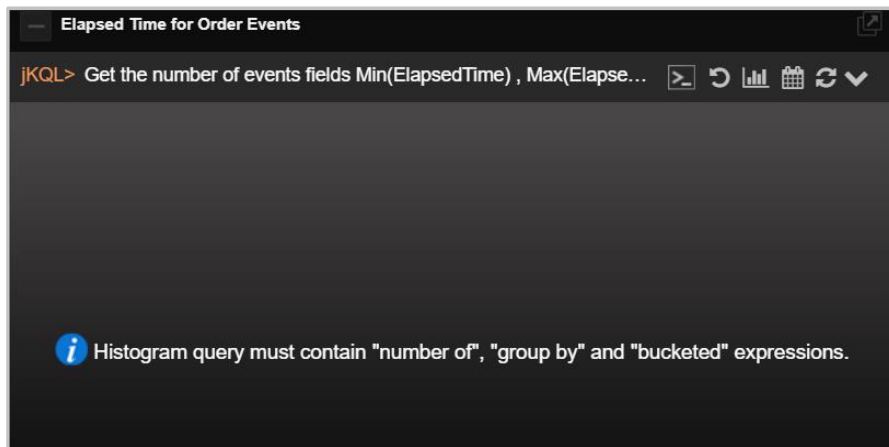 Elapsed Time for Order Events
jKQL> Get the number of events fields Min(ElapsedTime) , Max(Elapse...
Histogram query must contain "number of", "group by" and "bucketed" expressions.